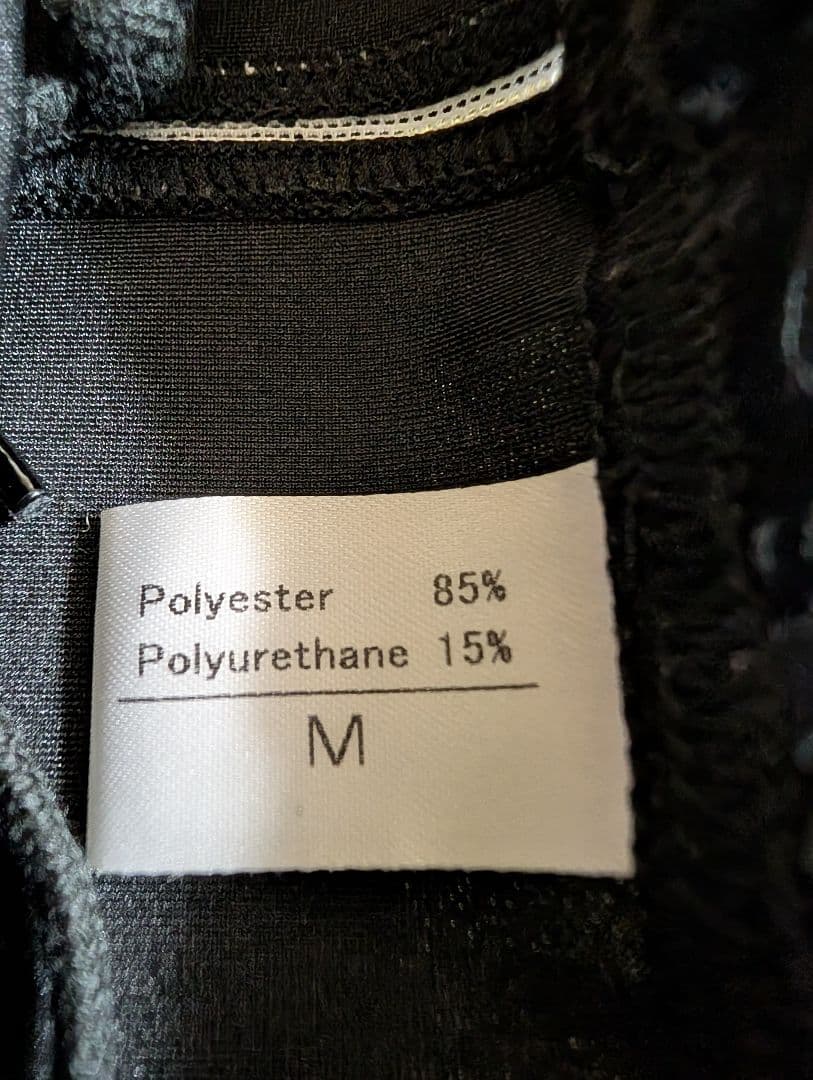 Polyester 85%
Polyurethane 15%
M